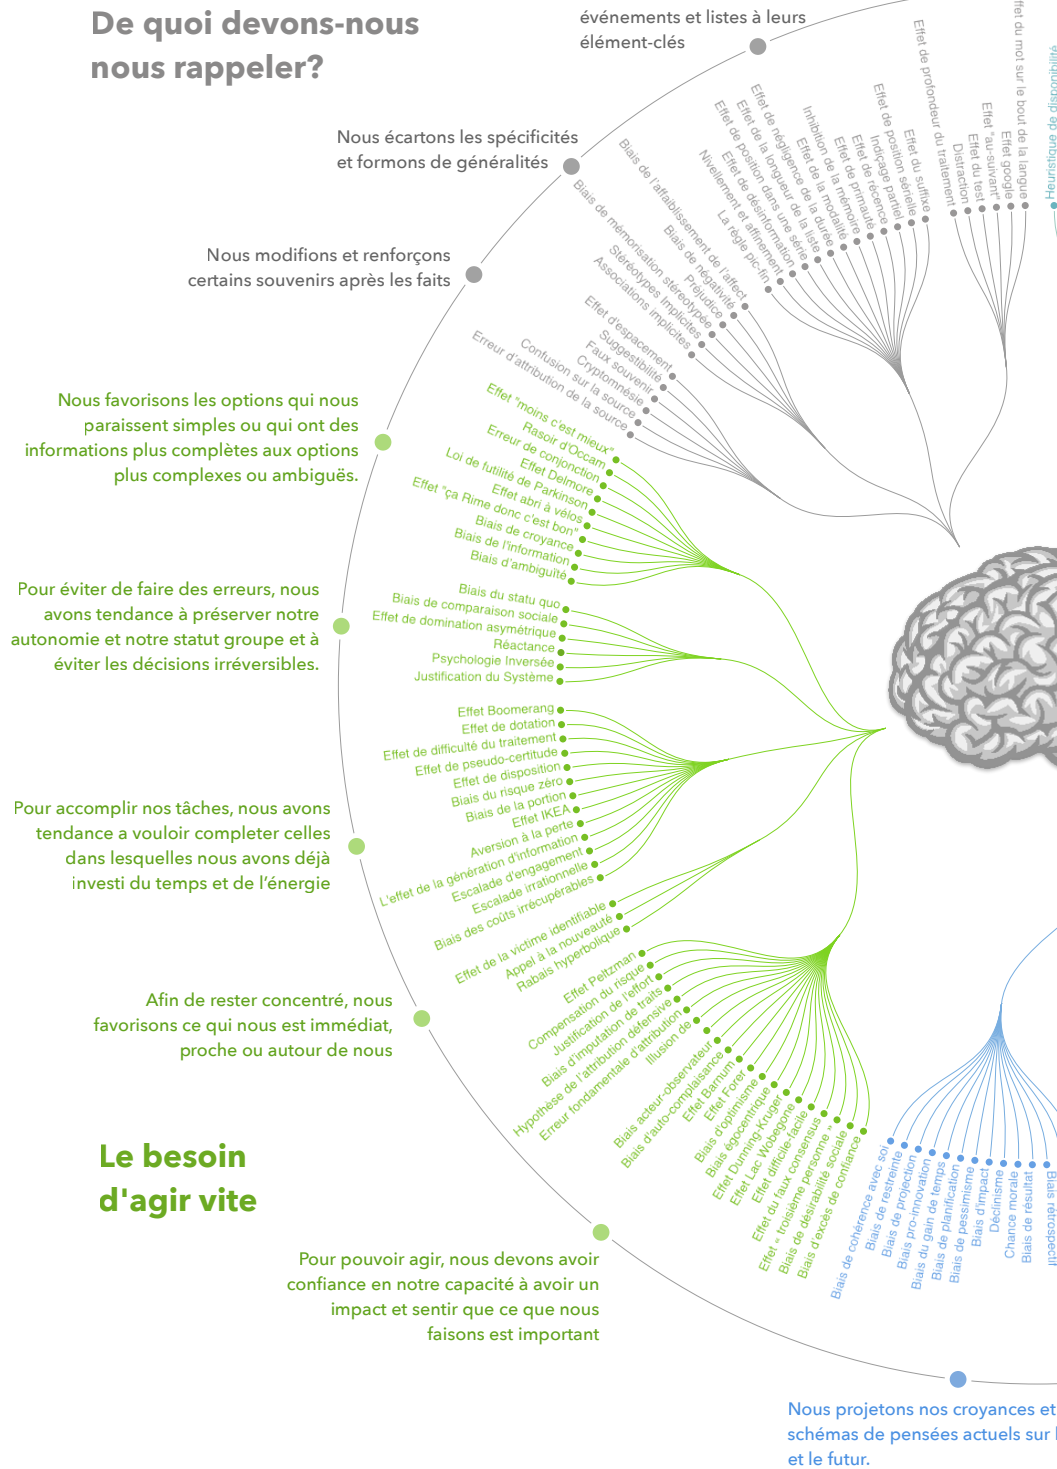 De quoi devons-nous
nous rappeler?
événements et listes à leurs
élément-clés
Nous écartons les spécificités
et formons de généralités
Nous modifions et renforçons
certains souvenirs après les faits
Heuristique de disponibilité
du mot sur le bout de la langue
Effet google
Effet "au-suivant"
Effet du test
Distraction
Effet de profondeur du traitement
Effet du suffixe
Effet de position sérielle
Indiçage partiel
Effet de récence
Effet de primauté
Inhibition de la mémoire
Effet de la modalité
Effet de négligence de la durée
Effet de la longueur de la liste
Effet de position dans une série
Effet de désinformation
Nivellement et affinement
La règle pic-fin
Biais de l'affaiblissement de l'affect
Biais de négativité
Préjudice
Biais de mémorisation stéréotypée
Stéréotypes Implicites
Associations implicites
Effet d'espacement
Suggestibilité
Faux souvenir
Cryptomnésie
Confusion sur la source
Erreur d'attribution de la source
Nous favorisons les options qui nous
paraissent simples ou qui ont des
informations plus complètes aux options
plus complexes ou ambiguës.
Effet "moins c'est mieux"
Rasoir d'Occam
Erreur de conjonction
Effet Delmore
Loi de futilité de Parkinson
Effet abri à vélos
Effet "ça Rime donc c'est bon"
Biais de croyance
Biais de l'information
Biais d'ambiguïté
Pour éviter de faire des erreurs, nous
avons tendance à préserver notre
autonomie et notre statut groupe et à
éviter les décisions irréversibles.
Biais du statu quo
Biais de comparaison sociale
Effet de domination asymétrique
Réactance
Psychologie Inversée
Justification du Système
Effet Boomerang
Effet de dotation
Effet de difficulté du traitement
Effet de pseudo-certitude
Effet de disposition
Biais du risque zéro
Biais de la portion
Effet IKEA
Aversion à la perte
L'effet de la génération d'information
Escalade d'engagement
Escalade irrationnelle
Biais des coûts irrécupérables
Pour accomplir nos tâches, nous avons
tendance a vouloir completer celles
dans lesquelles nous avons déjà
investi du temps et de l'énergie
Effet de la victime identifiable
Appel à la nouveauté
Rabais hyperbolique
Afin de rester concentré, nous
favorisons ce qui nous est immédiat,
proche ou autour de nous
Effet Peltzman
Compensation du risque
Justification de l'effort
Biais d'imputation de traits
Hypothèse de l'attribution défensive
Erreur fondamentale d'attribution
Illusion de
Biais acteur-observateur
Biais d'auto-complaisance
Effet Barnum
Effet Forer
Biais d'optimisme
Biais égocentrique
Effet Dunning-Kruger
Effet Lac Wobegone
Effet difficile-facile
Effet du faux consensus
Effet « troisième personne "
Biais de désirabilité sociale
Biais d'excès de confiance
Le besoin
d'agir vite
Pour pouvoir agir, nous devons avoir
confiance en notre capacité à avoir un
impact et sentir que ce que nous
faisons est important
Biais de cohérence avec soi
Biais de restreinte
Biais de projection
Biais pro-innovation
Biais du gain de temps
Biais de planification
Biais de pessimisme
Biais d'impact
Déclinisme
Chance morale
Biais de résultat
Biais rétrospectif
Nous projetons nos croyances et
schémas de pensées actuels sur
et le futur.